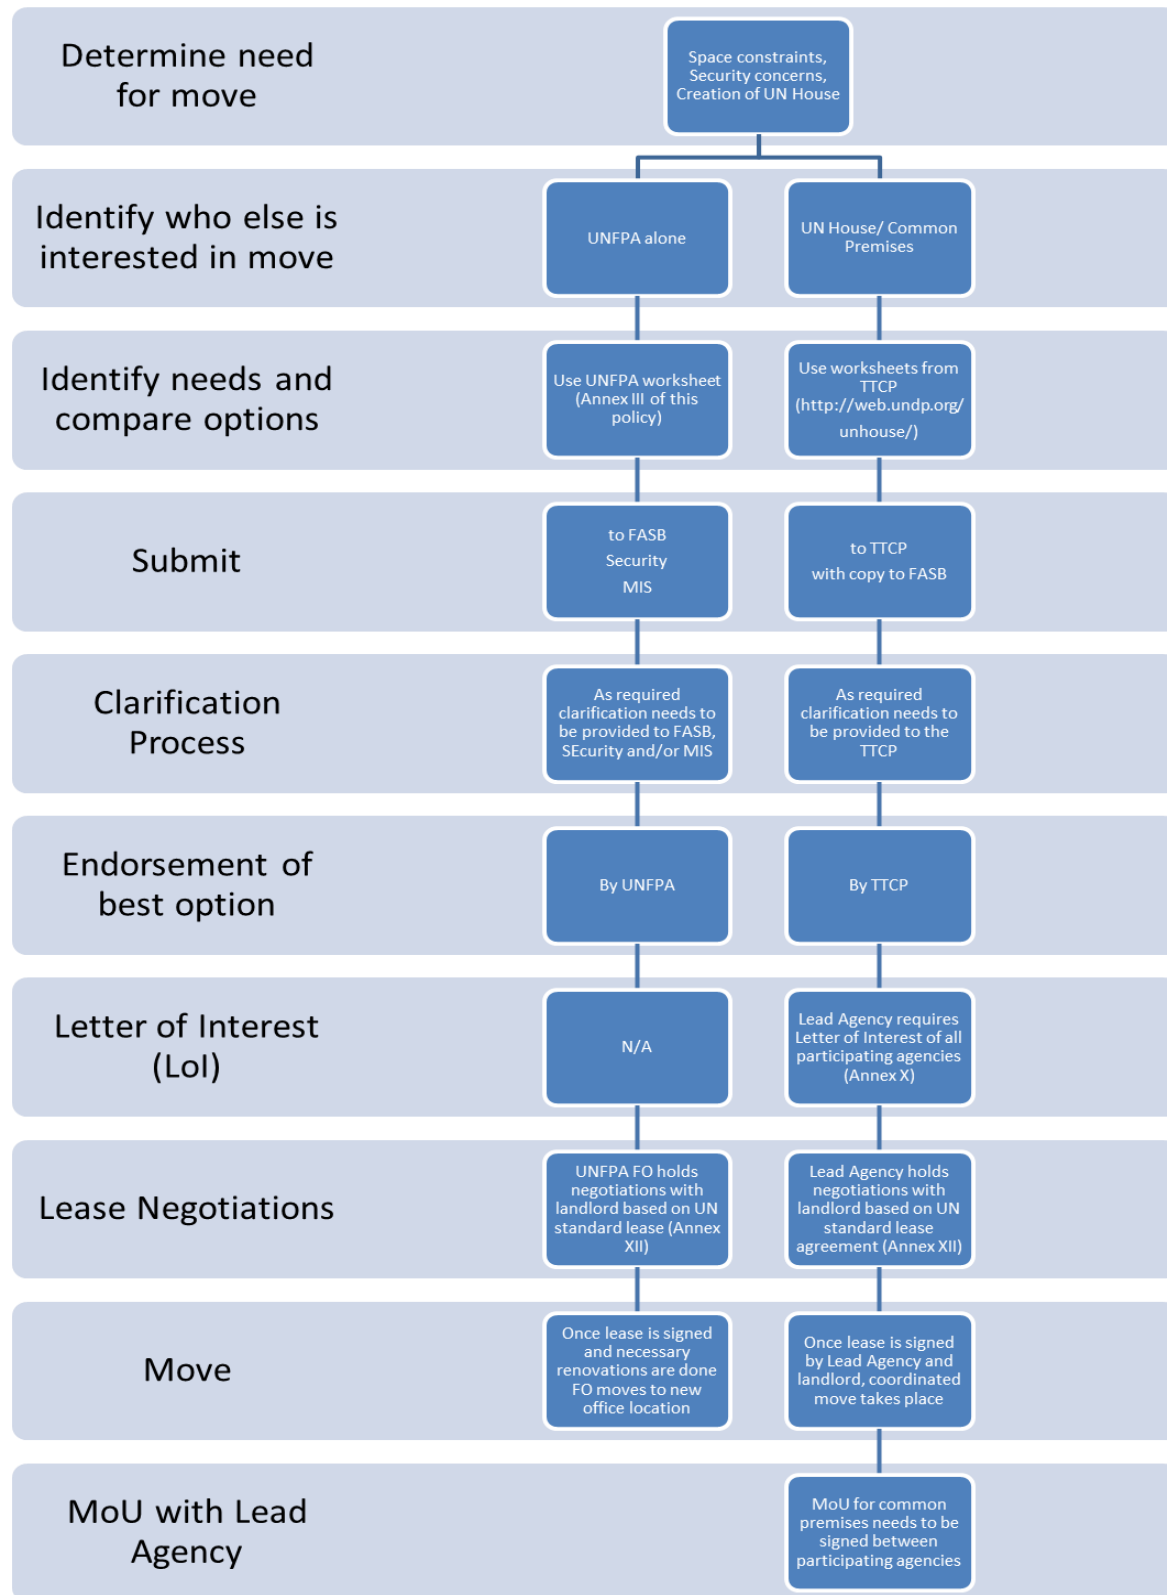 Determine need
for move
Space constraints,
Security concerns,
Creation of UN House
Identify who else is
interested in move
UNFPA alone
UN House/ Common
Premises
Identify needs and
compare options
Use UNFPA worksheet
(Annex III of this
policy)
Use worksheets from
TTCP
(http://web.undp.org/
unhouse/)
Submit
to FASB
Security
MIS
to TTCP
with copy to FASB
Clarification
Process
As required
clarification needs to
be provided to FASB,
SEcurity and/or MIS
As required
clarification needs to
be provided to the
TTCP
Endorsement of
best option
By UNFPA
By TTCP
Letter of Interest
(LoI)
N/A
Lead Agency requires
Letter of Interest of all
participating agencies
(Annex X)
Lease Negotiations
UNFPA FO holds
negotiations with
landlord based on UN
standard lease (Annex
XII)
Lead Agency holds
negotiations with
landlord based on UN
standard lease
agreement (Annex XII)
Move
Once lease is signed
and necessary
renovations are done
FO moves to new
office location
Once lease is signed
by Lead Agency and
landlord, coordinated
move takes place
MoU with Lead
Agency
MoU for common
premises needs to be
signed between
participating agencies